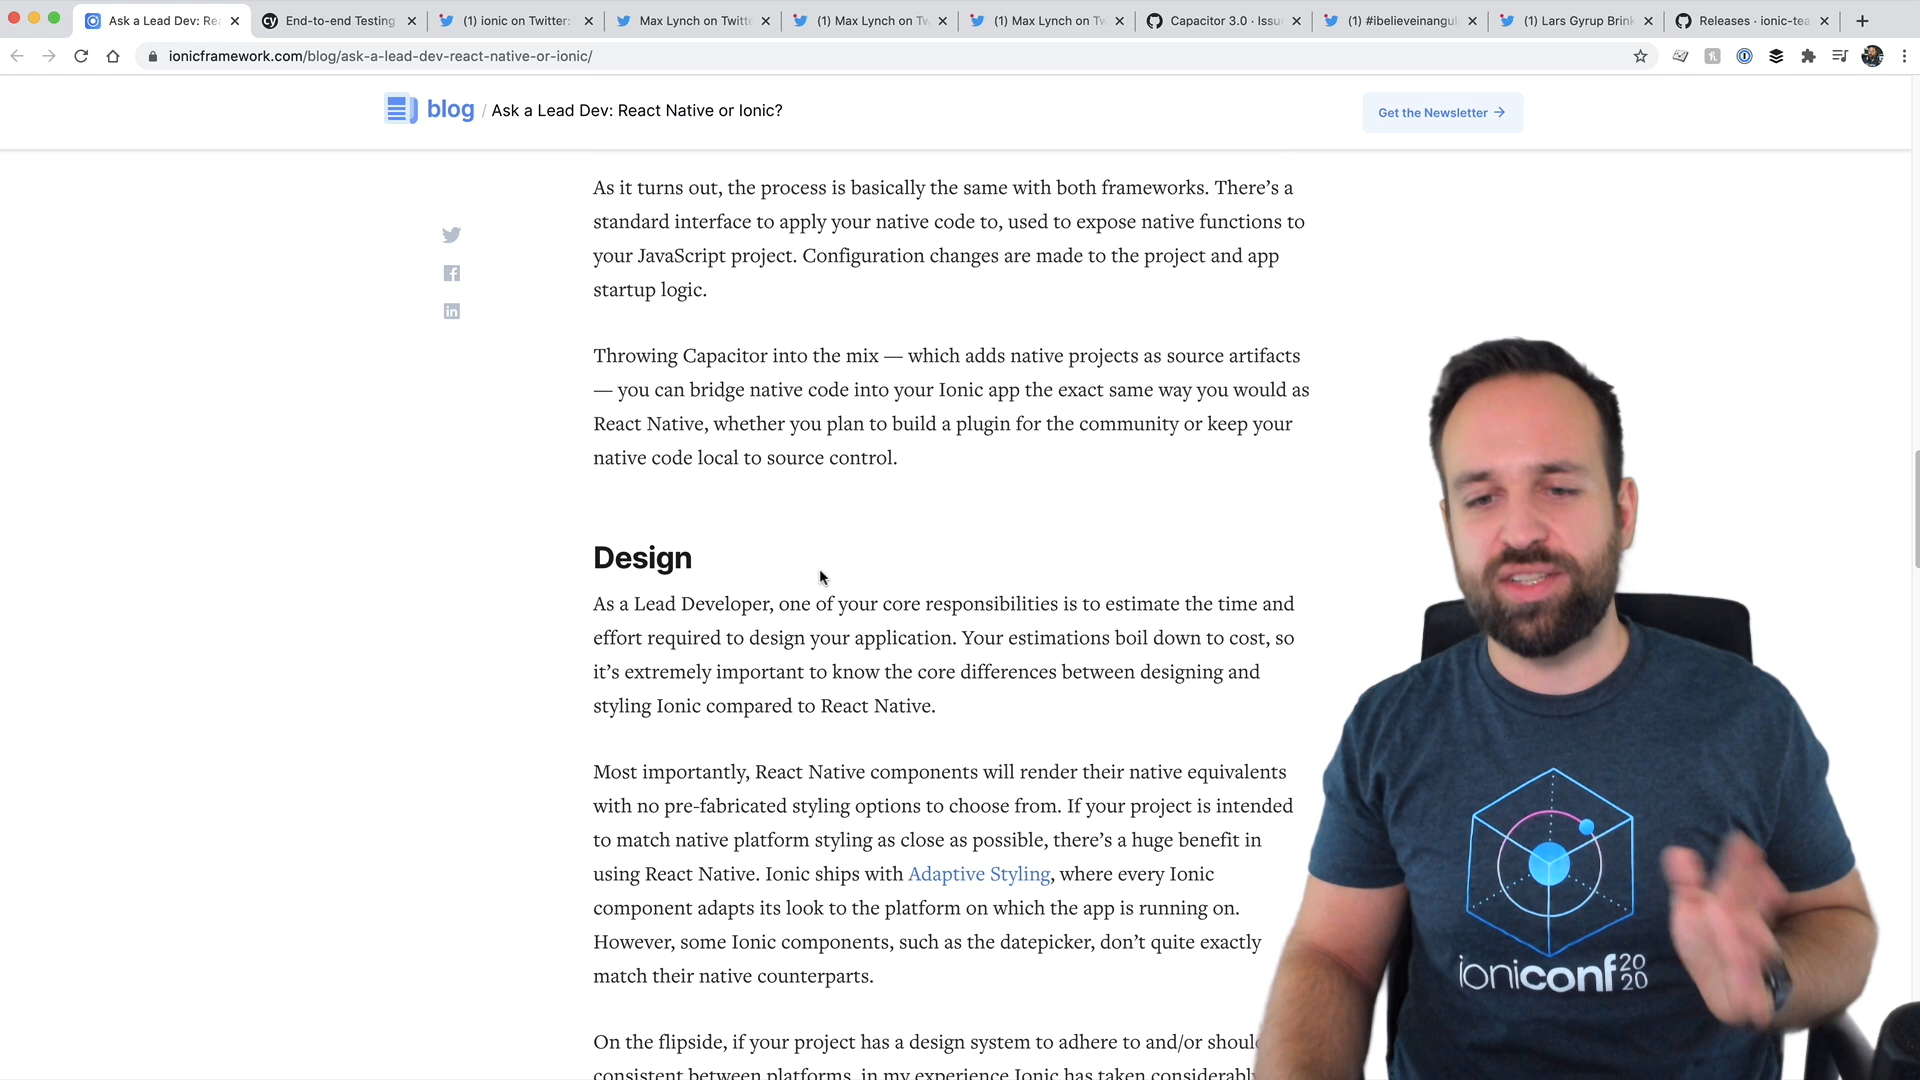 Ask a Lead Dev: Rea
End-to-end Testing
(1) ionic on Twitter:
Max Lynch on Twitte
(1) Max Lynch on Tw
(1) Max Lynch on Tw
Capacitor 3.0 · Issu
(1) #ibelieveinangul
(1) Lars Gyrup Brink
Releases · ionic-tea
ionicframework.com/blog/ask-a-lead-dev-react-native-or-ionic/
blog / Ask a Lead Dev: React Native or Ionic?
Get the Newsletter →
As it turns out, the process is basically the same with both frameworks. There’s a
standard interface to apply your native code to, used to expose native functions to
your JavaScript project. Configuration changes are made to the project and app
startup logic.
Throwing Capacitor into the mix — which adds native projects as source artifacts
— you can bridge native code into your Ionic app the exact same way you would as
React Native, whether you plan to build a plugin for the community or keep your
native code local to source control.
Design
As a Lead Developer, one of your core responsibilities is to estimate the time and
effort required to design your application. Your estimations boil down to cost, so
it’s extremely important to know the core differences between designing and
styling Ionic compared to React Native.
Most importantly, React Native components will render their native equivalents
with no pre-fabricated styling options to choose from. If your project is intended
to match native platform styling as close as possible, there’s a huge benefit in
using React Native. Ionic ships with Adaptive Styling, where every Ionic
component adapts its look to the platform on which the app is running on.
However, some Ionic components, such as the datepicker, don’t quite exactly
match their native counterparts.
On the flipside, if your project has a design system to adhere to and/or shoul
consistent between platforms, in my experience Ionic has taken considerabl
ioniconf 20
20